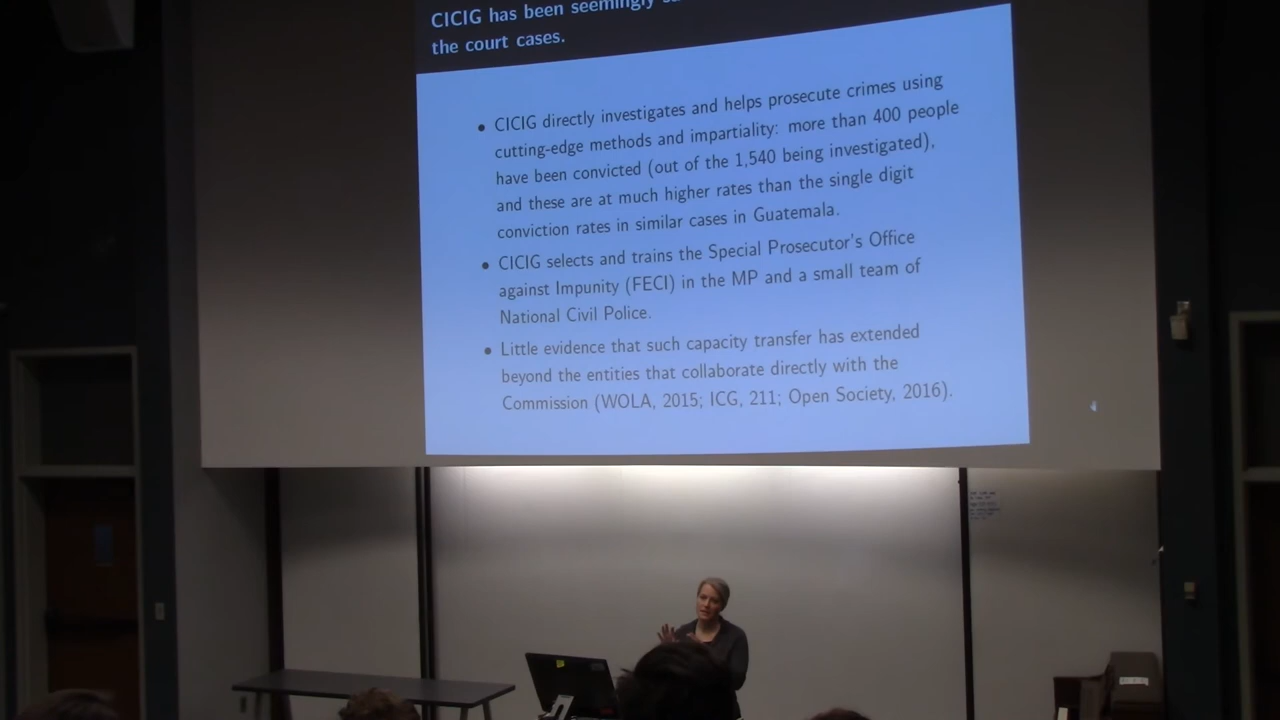 CICIG has been seemingly
the court cases.
• CICIG directly investigates and helps prosecute crimes using
cutting-edge methods and impartiality: more than 400 people
have been convicted (out of the 1,540 being investigated),
and these are at much higher rates than the single digit
conviction rates in similar cases in Guatemala.
• CICIG selects and trains the Special Prosecutor's Office
against Impunity (FECI) in the MP and a small team of
National Civil Police.
• Little evidence that such capacity transfer has extended
beyond the entities that collaborate directly with the
Commission (WOLA, 2015; ICG, 211; Open Society, 2016).